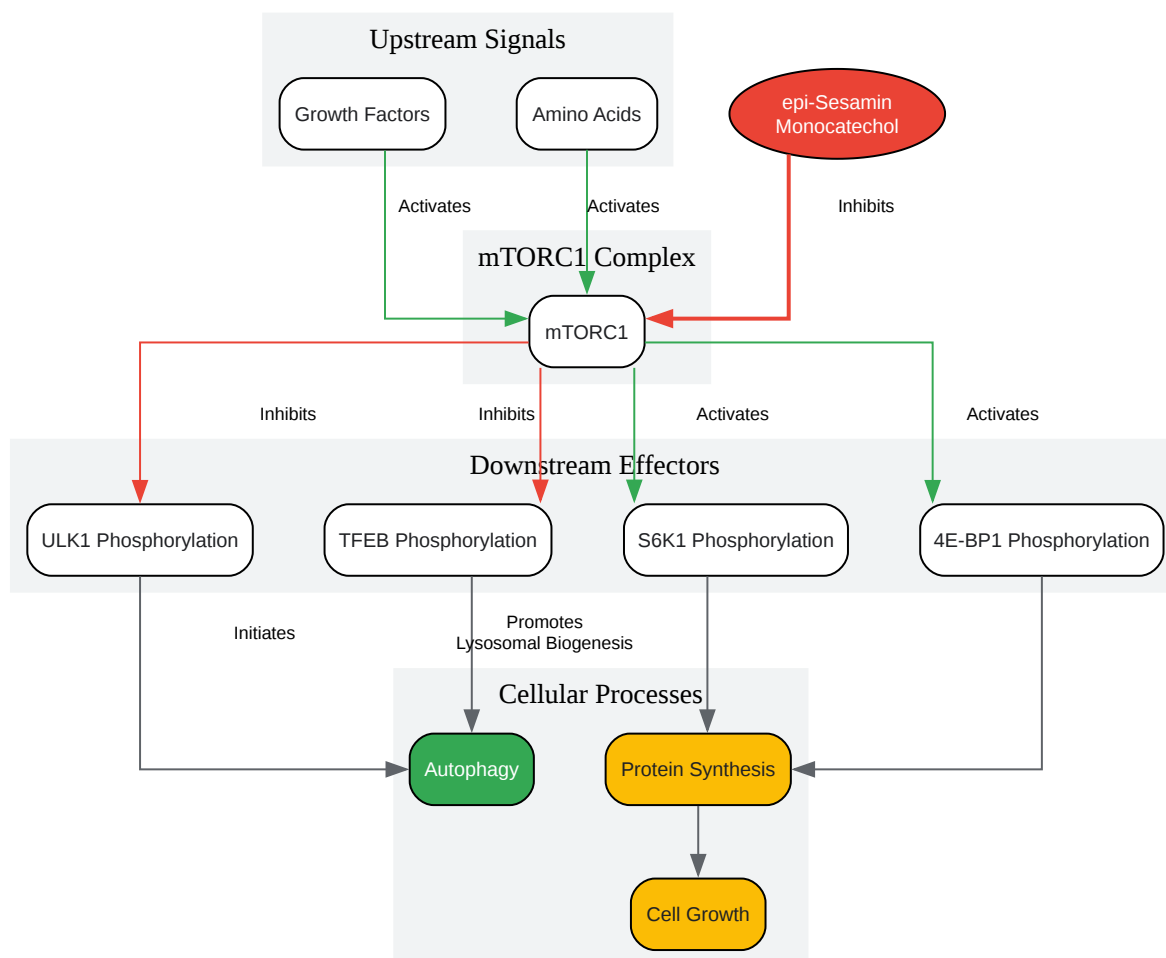 Upstream Signals
Growth Factors
Amino Acids
epi-Sesamin
Monocatechol
Activates
Activates
Inhibits
mTORC1 Complex
mTORC1
Inhibits
Inhibits
Activates
Activates
Downstream Effectors
ULK1 Phosphorylation
TFEB Phosphorylation
S6K1 Phosphorylation
4E-BP1 Phosphorylation
Initiates
Promotes
Lysosomal Biogenesis
Cellular Processes
Autophagy
Protein Synthesis
Cell Growth